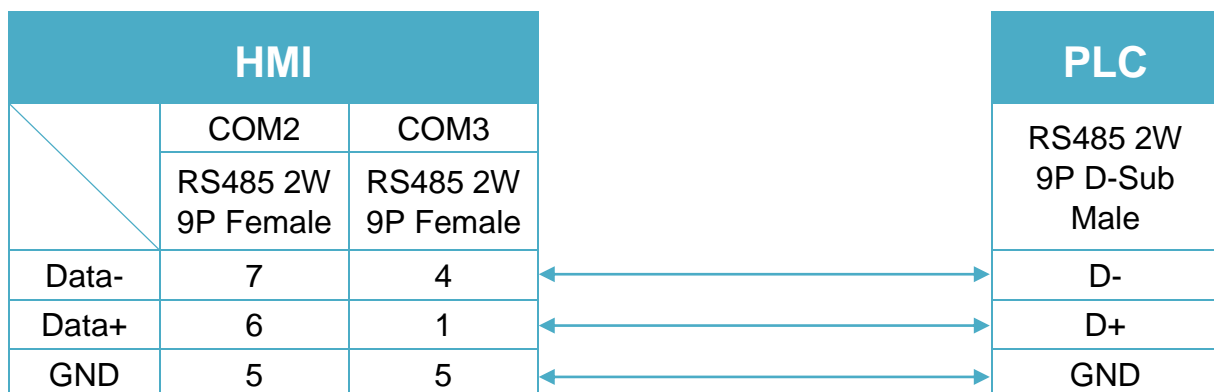 HMI PLC
COM2 COM3
RS485 2W
9P Female
RS485 2W
9P Female
RS485 2W
9P D-Sub
Male
Data- 7 4 D-
Data+ 6 1 D+
GND 5 5 GND